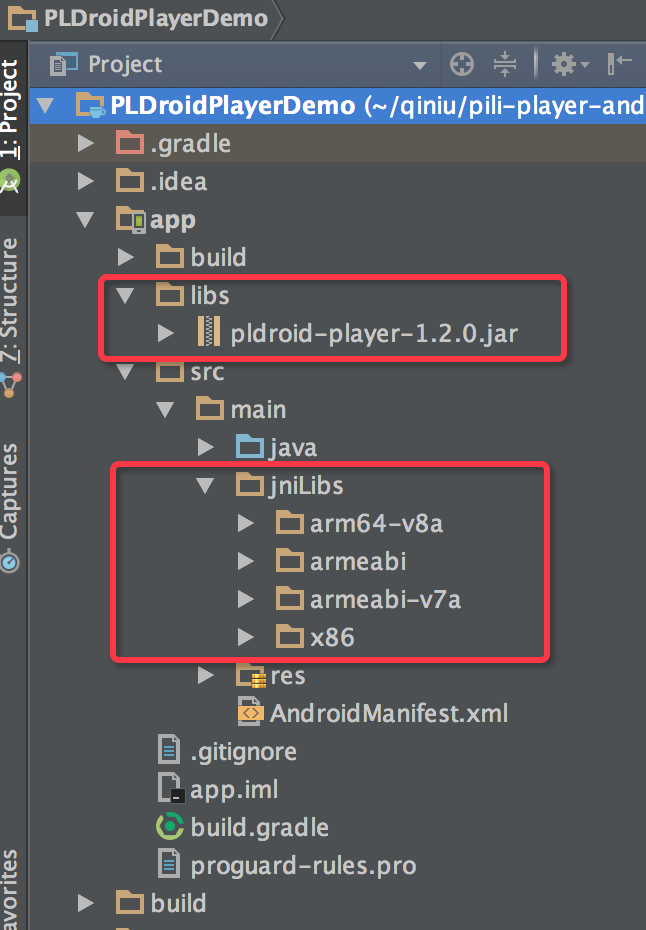 PLDroidPlayerDemo
Project
PLDroidPlayerDemo (~/qiniu/pili-player-and
.gradle
.idea
app
build
libs
pldroid-player-1.2.0.jar
src
main
java
jniLibs
arm64-v8a
armeabi
armeabi-v7a
x86
res
AndroidManifest.xml
.gitignore
app.iml
build.gradle
proguard-rules.pro
build
1: Project
7: Structure
Captures
avorites